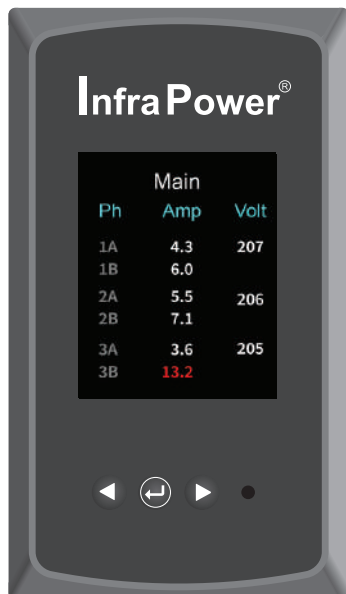 InfraPower®
Main
Ph Amp Volt
1A 4.3 207
1B 6.0
2A 5.5 206
2B 7.1
3A 3.6 205
3B 13.2